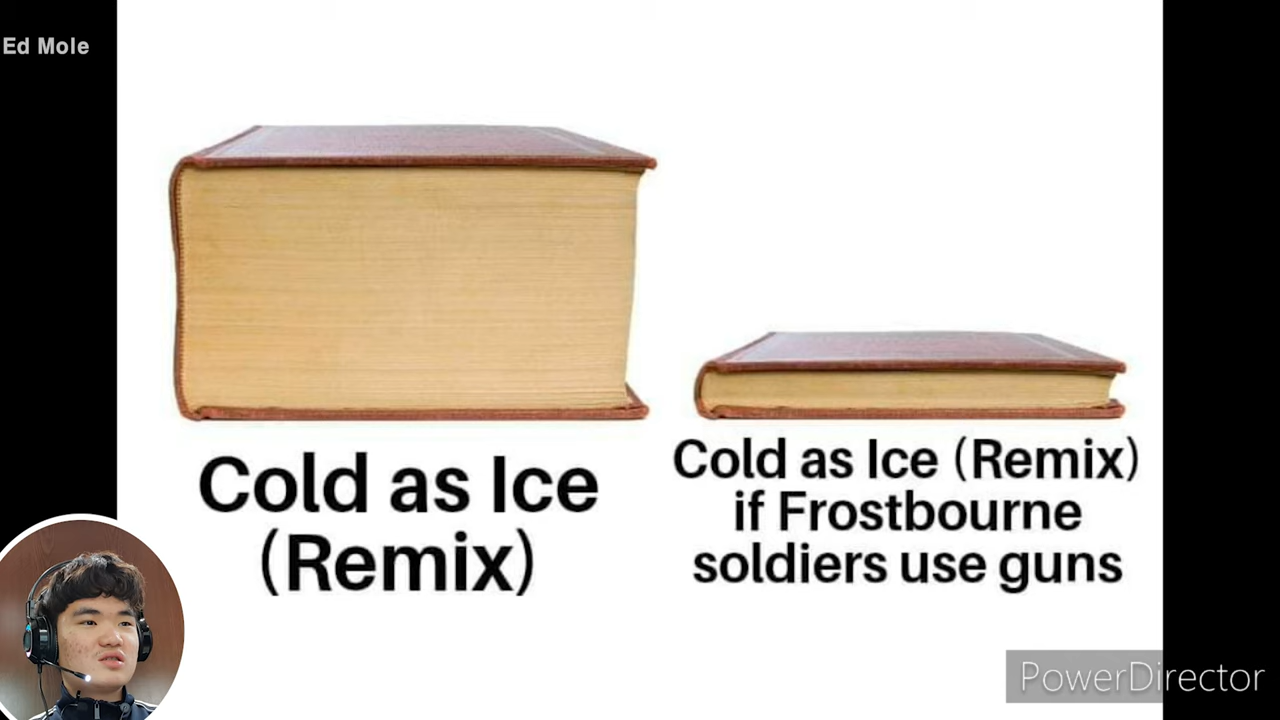 Ed Mole
Cold as Ice
(Remix)
Cold as Ice (Remix)
if Frostbourne
soldiers use guns
PowerDirector